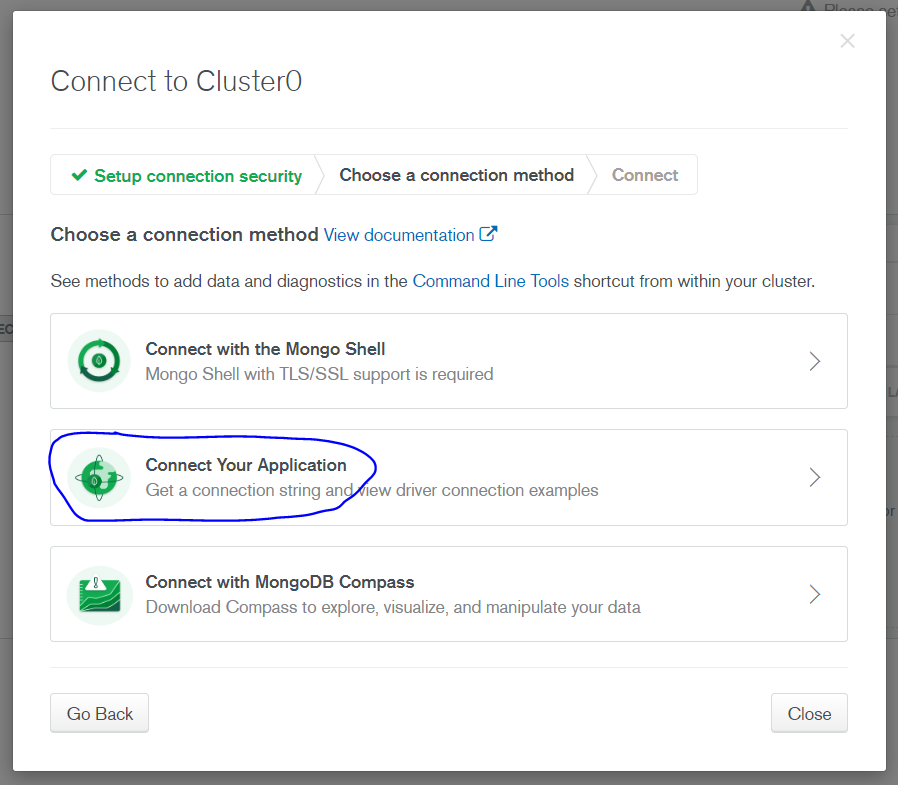 Please set
Connect to Cluster0
Setup connection security
Choose a connection method
Connect
Choose a connection method View documentation
See methods to add data and diagnostics in the Command Line Tools shortcut from within your cluster.
Connect with the Mongo Shell
Mongo Shell with TLS/SSL support is required
Connect Your Application
Get a connection string and view driver connection examples
Connect with MongoDB Compass
Download Compass to explore, visualize, and manipulate your data
Go Back
Close